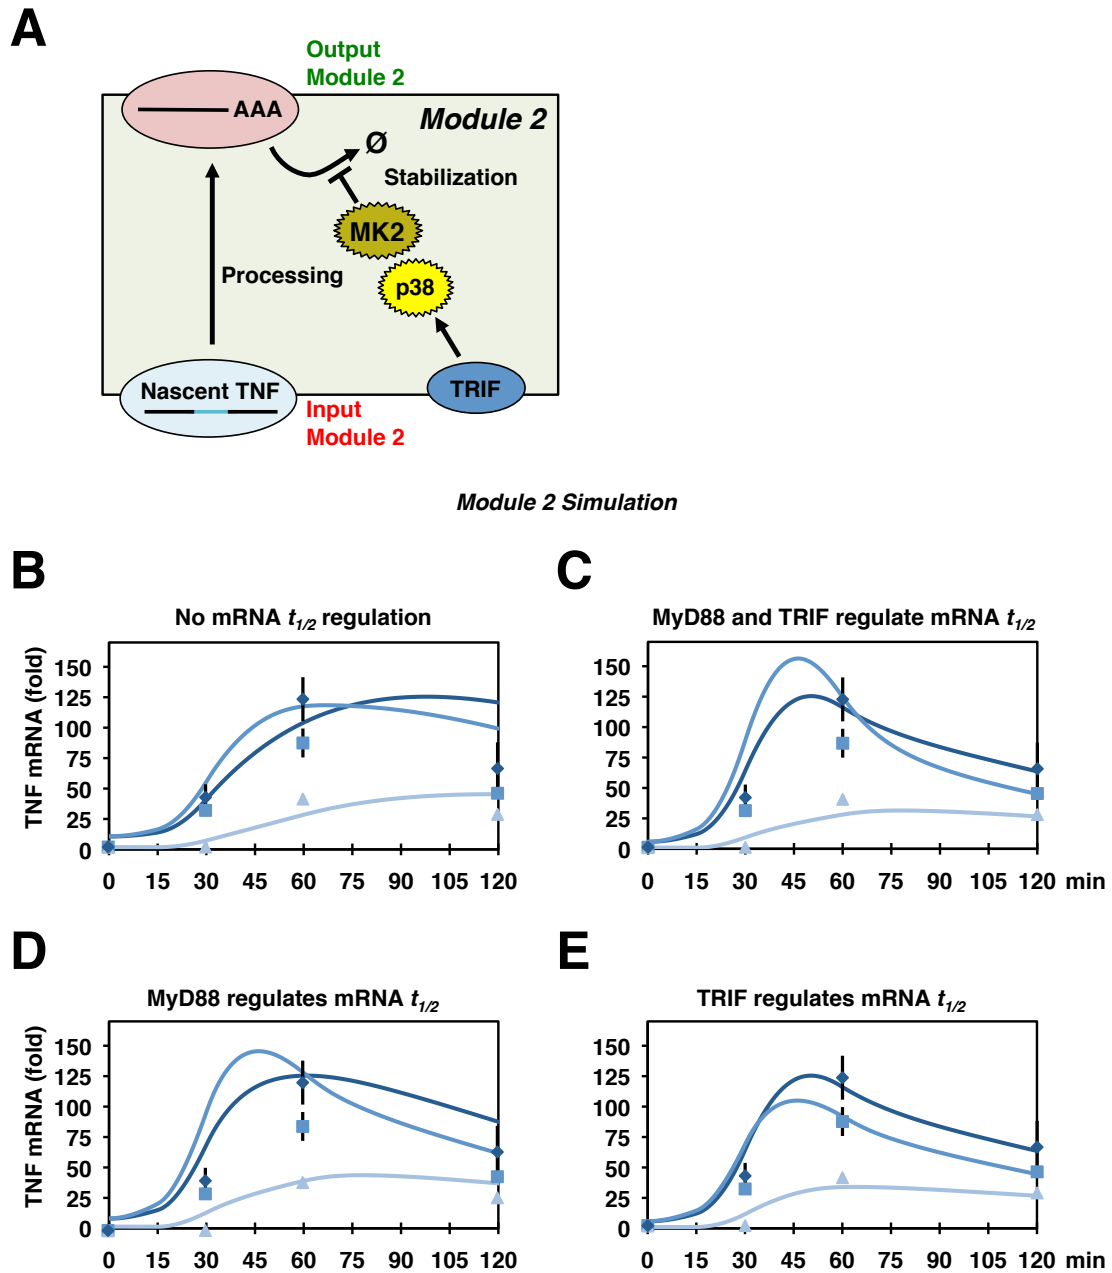 A
Output
Module 2
AAA
Module 2
Ø
Stabilization
MK2
Processing
p38
Nascent TNF
TRIF
Input
Module 2
Module 2 Simulation
B
No mRNA t1/2 regulation
TNF mRNA (fold)
150
125
100
75
50
25
0
0 15 30 45 60 75 90 105 120
C
MyD88 and TRIF regulate mRNA t1/2
150
125
100
75
50
25
0
0 15 30 45 60 75 90 105 120 min
D
MyD88 regulates mRNA t1/2
TNF mRNA (fold)
150
125
100
75
50
25
0
0 15 30 45 60 75 90 105 120
E
TRIF regulates mRNA t1/2
150
125
100
75
50
25
0
0 15 30 45 60 75 90 105 120 min